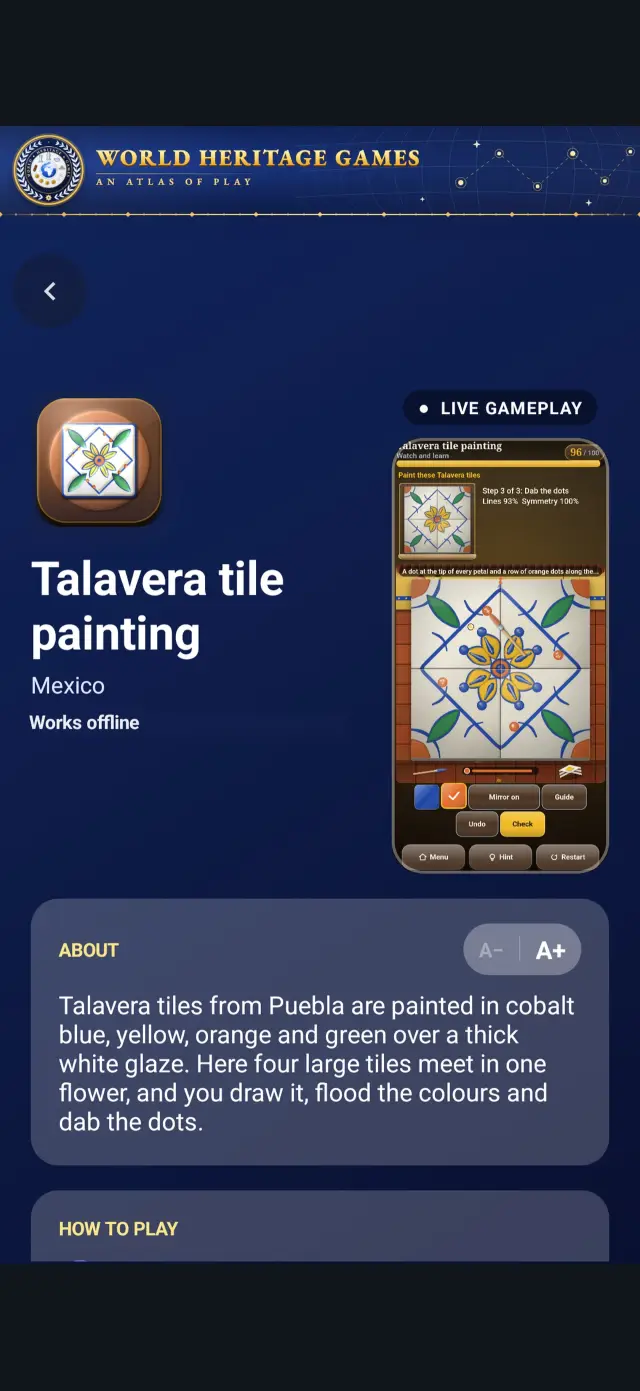 WORLD HERITAGE GAMES
AN ATLAS OF PLAY
LIVE GAMEPLAY
Talavera tile
painting
Mexico
Works offline
alavera tile painting
Watch and learn
96 / 100
Paint these Talavera tiles
Step 3 of 3: Dab the dots
Lines 93% Symmetry 100%
A dot at the tip of every petal and a row of orange dots along the...
Mirror on
Guide
Undo
Check
Menu
Hint
Restart
ABOUT
A−
A+
Talavera tiles from Puebla are painted in cobalt
blue, yellow, orange and green over a thick
white glaze. Here four large tiles meet in one
flower, and you draw it, flood the colours and
dab the dots.
HOW TO PLAY